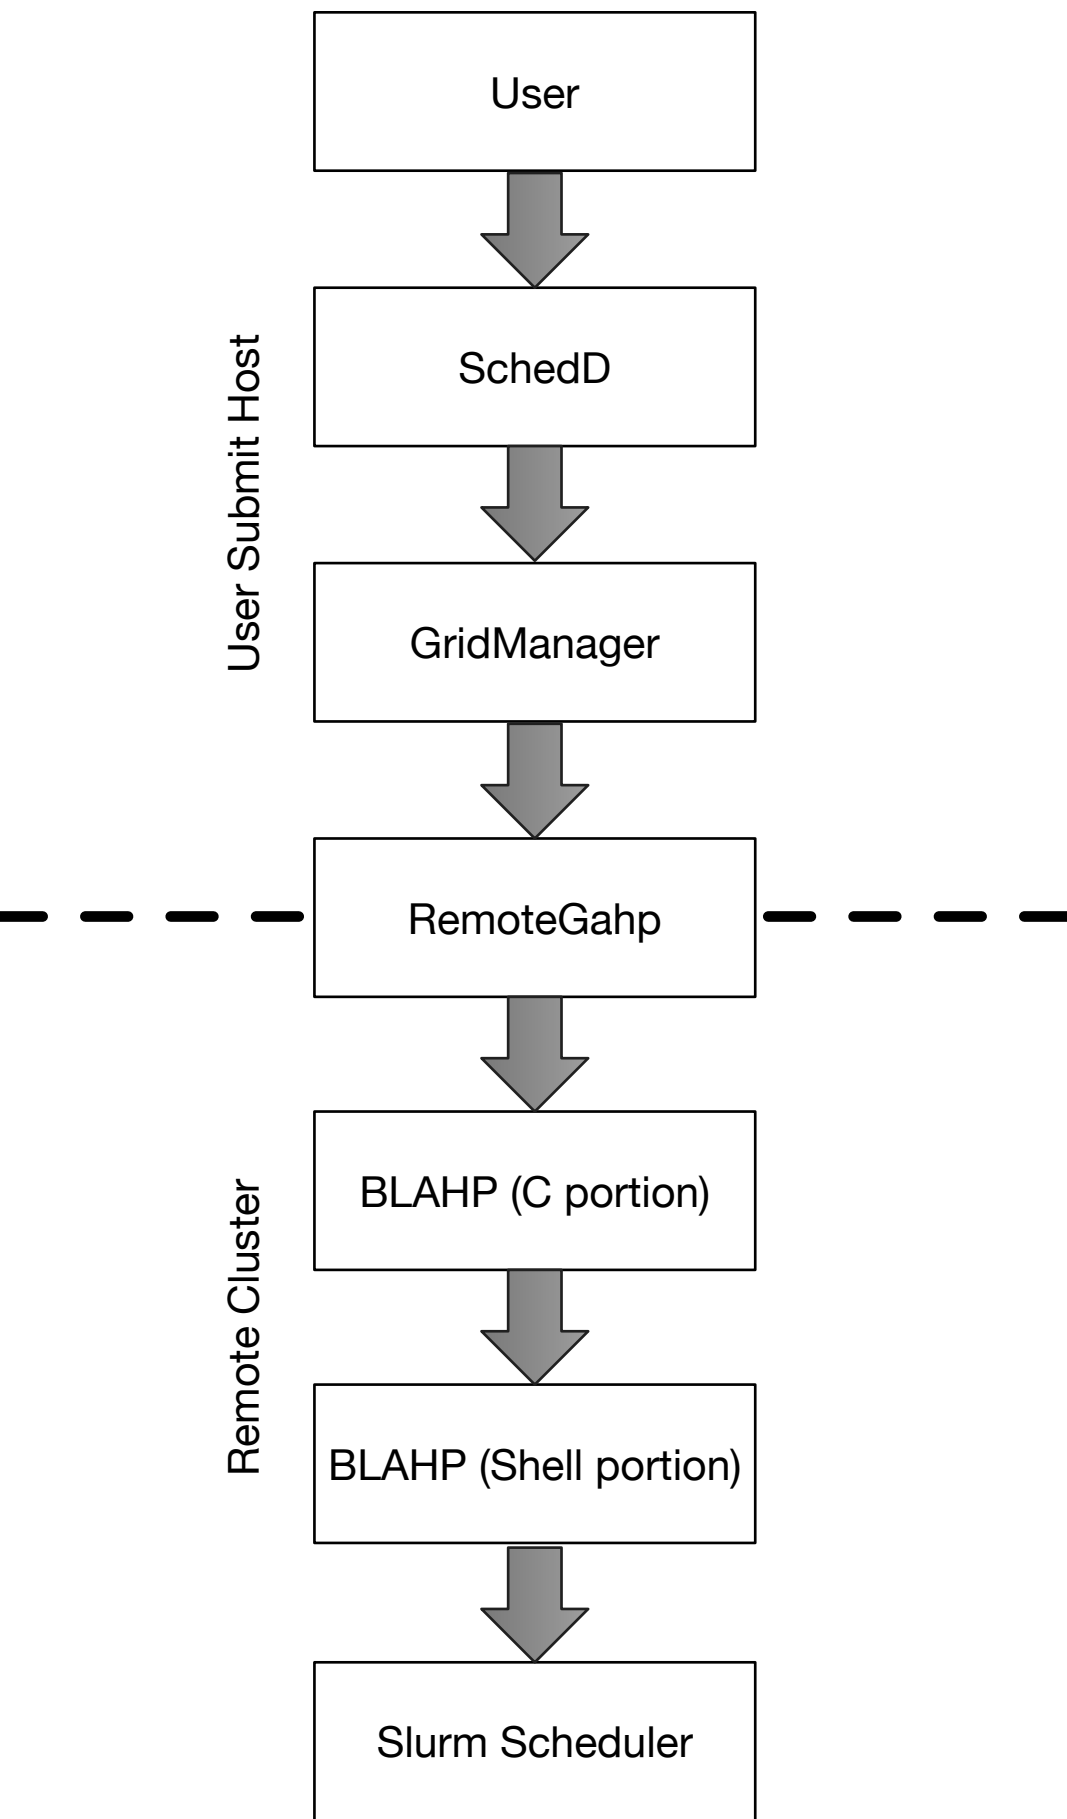 User
SchedD
User Submit Host
GridManager
RemoteGahp
BLAHP (C portion)
Remote Cluster
BLAHP (Shell portion)
Slurm Scheduler